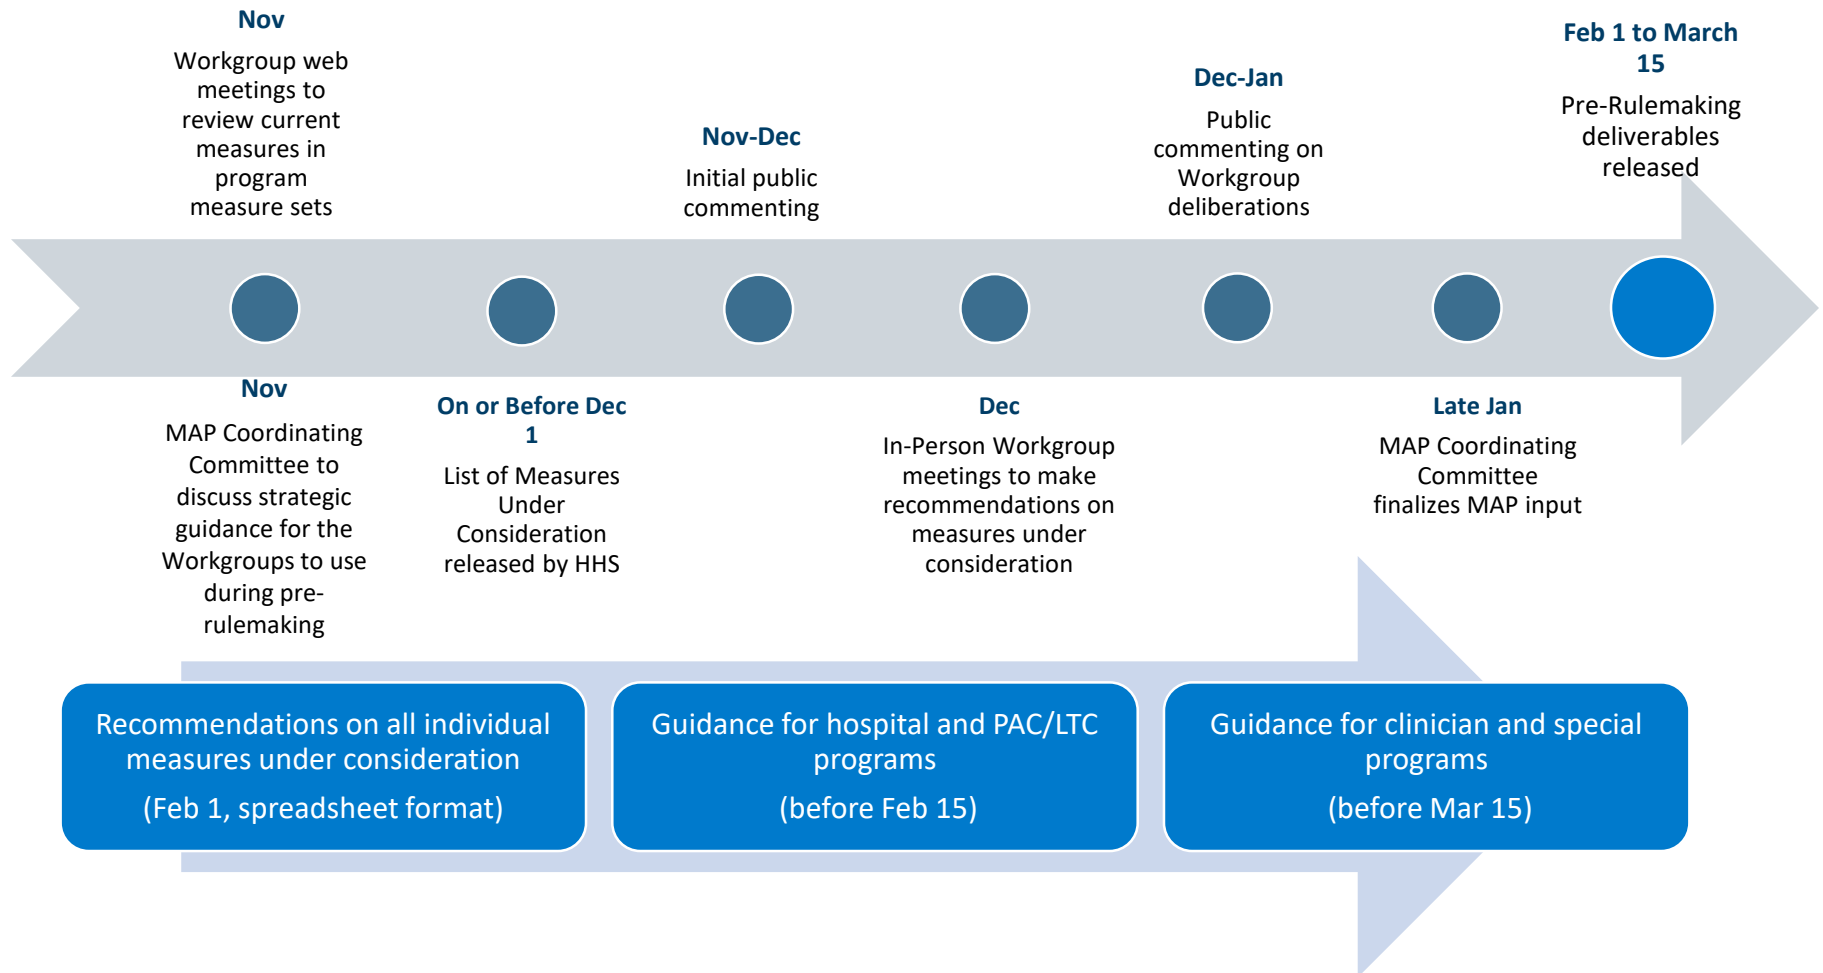 Nov
Workgroup web
meetings to
review current
measures in
program
measure sets
Nov-Dec
Initial public
commenting
Dec-Jan
Public
commenting on
Workgroup
deliberations
Feb 1 to March
15
Pre-Rulemaking
deliverables
released
Nov
MAP Coordinating
Committee to
discuss strategic
guidance for the
Workgroups to use
during pre-
rulemaking
On or Before Dec
1
List of Measures
Under
Consideration
released by HHS
Dec
In-Person Workgroup
meetings to make
recommendations on
measures under
consideration
Late Jan
MAP Coordinating
Committee
finalizes MAP input
Recommendations on all individual
measures under consideration
(Feb 1, spreadsheet format)
Guidance for hospital and PAC/LTC
programs
(before Feb 15)
Guidance for clinician and special
programs
(before Mar 15)